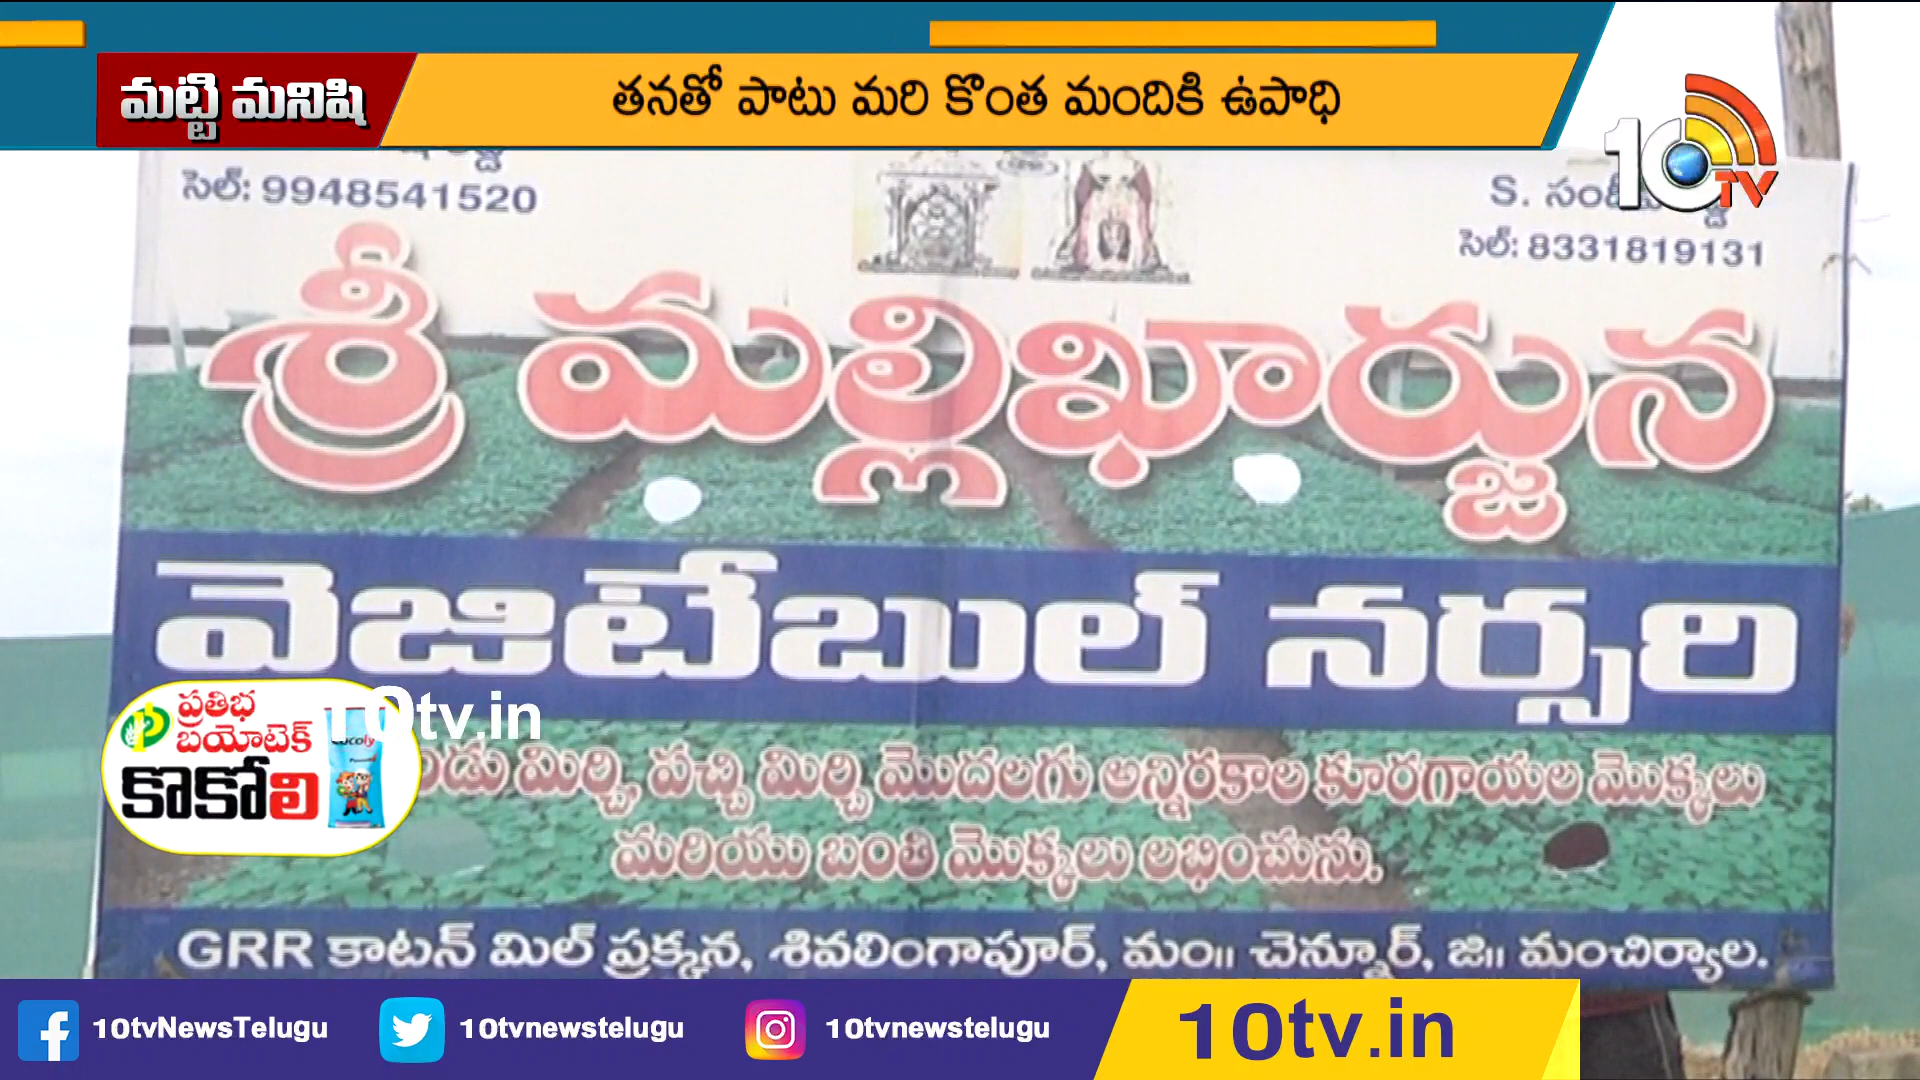 మట్టి మనిషి
తనతో పాటు మరి కొంత మందికి ఉపాధి
10TV
సెల్: 9948541520
S.
సెల్: 8331819131
శ్రీ మల్లిఖార్జున
వెజిటేబుల్ నర్సరి
10tv.in
ప్రతిభ
బయోటెక్
కొకోలి
మిర్చి, పచ్చి మిర్చి మొదలగు అన్నిరకాల కూరగాయల మొక్కలు
మరియు బంతి మొక్కలు లభించును.
GRR కాటన్ మిల్ ప్రక్కన, శివలింగాపూర్, మం॥ చెన్నూర్, జి॥ మంచిర్యాల.
10tvNewsTelugu
10tvnewstelugu
10tvnewstelugu
10tv.in